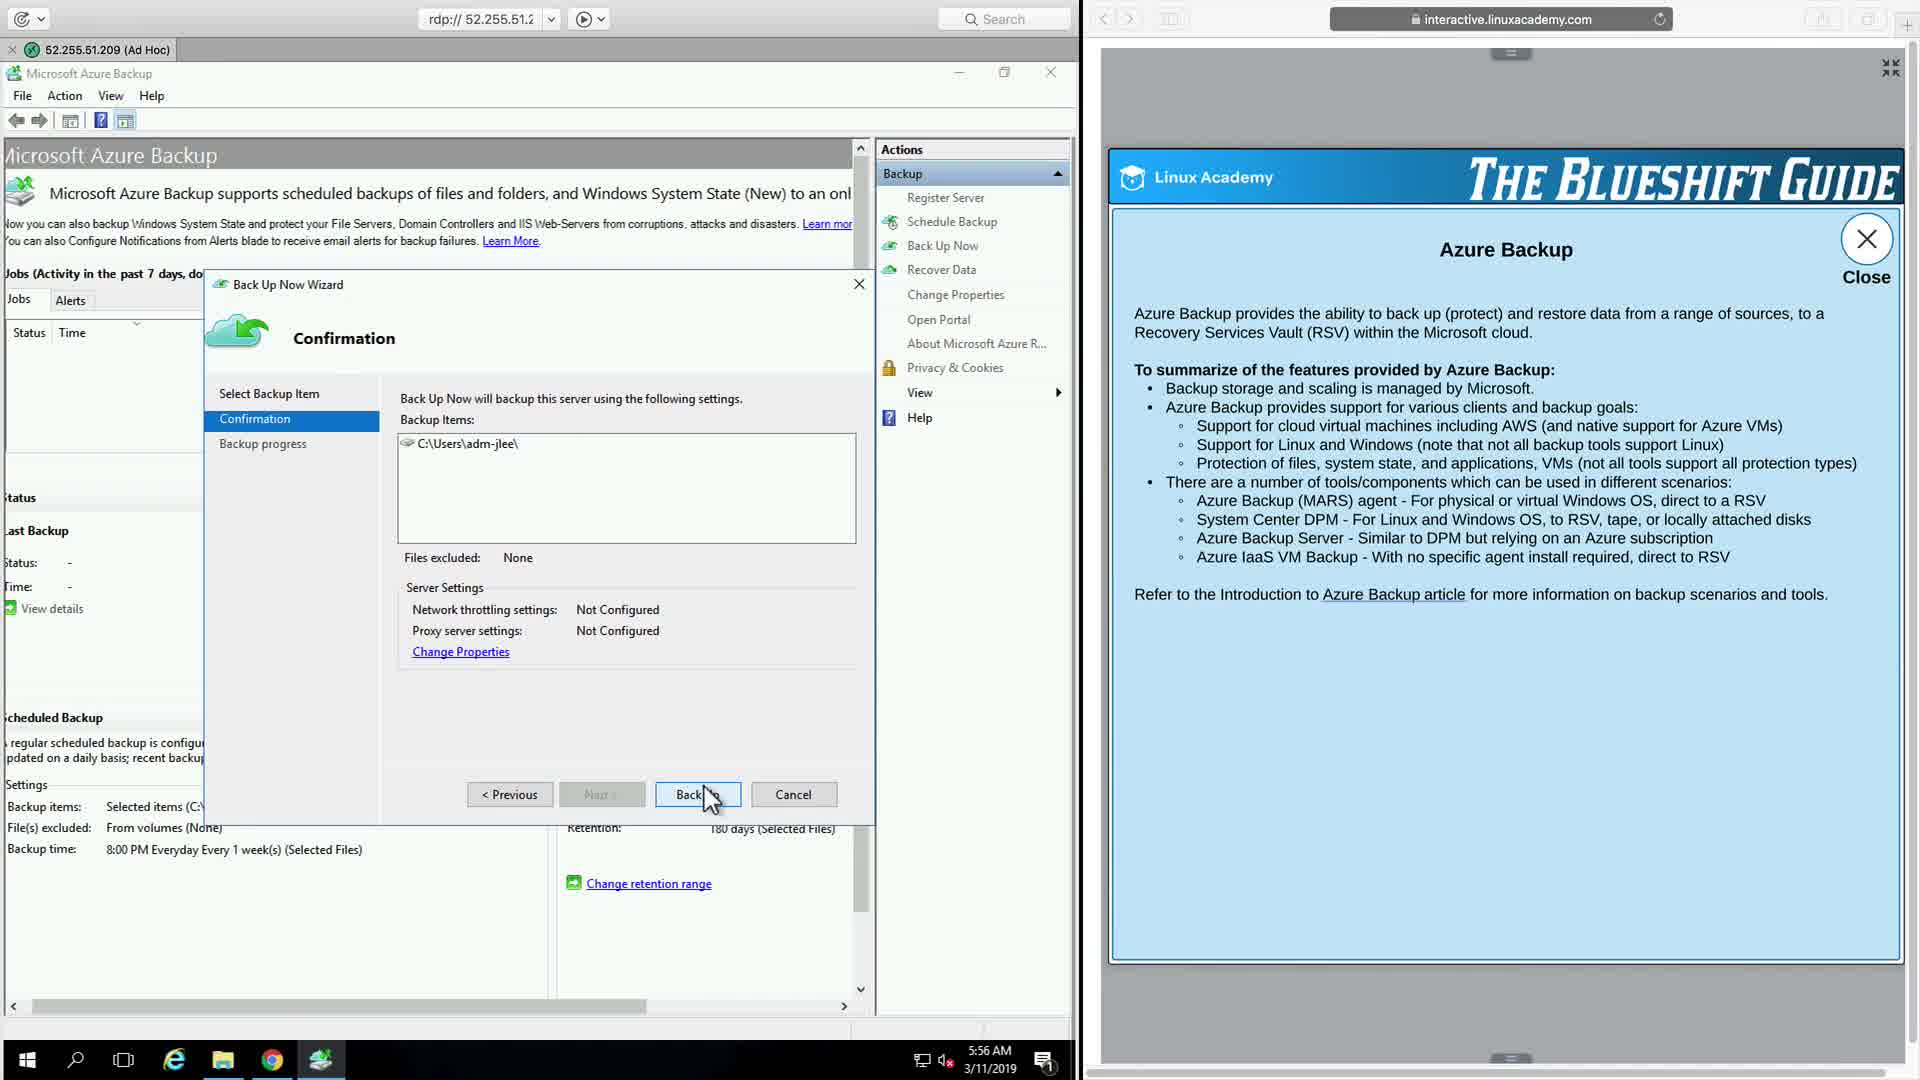 rdp:// 52.255.51.2
Search
52.255.51.209 (Ad Hoc)
Microsoft Azure Backup
File Action View Help
Microsoft Azure Backup
Microsoft Azure Backup supports scheduled backups of files and folders, and Windows System State (New) to an onl
Now you can also backup Windows System State and protect your File Servers, Domain Controllers and IIS Web-Servers from corruptions, attacks and disasters. Learn mor
You can also Configure Notifications from Alerts blade to receive email alerts for backup failures. Learn More.
Jobs (Activity in the past 7 days, do
Jobs Alerts
Status Time
Status
Last Backup
Status: -
Time: -
View details
Scheduled Backup
A regular scheduled backup is configu
updated on a daily basis; recent backup
Settings
Backup items: Selected items (C:\
File(s) excluded: From volumes (None)
Backup time: 8:00 PM Everyday Every 1 week(s) (Selected Files)
Retention: 180 days (Selected Files)
Change retention range
Back Up Now Wizard
Confirmation
Select Backup Item
Confirmation
Backup progress
Back Up Now will backup this server using the following settings.
Backup Items:
C:\Users\adm-jlee\
Files excluded: None
Server Settings
Network throttling settings: Not Configured
Proxy server settings: Not Configured
Change Properties
< Previous Next > Back Cancel
Actions
Backup
Register Server
Schedule Backup
Back Up Now
Recover Data
Change Properties
Open Portal
About Microsoft Azure R...
Privacy & Cookies
View
Help
5:56 AM
3/11/2019
1
interactive.linuxacademy.com
Linux Academy
THE BLUESHIFT GUIDE
Azure Backup
Close
Azure Backup provides the ability to back up (protect) and restore data from a range of sources, to a
Recovery Services Vault (RSV) within the Microsoft cloud.
To summarize of the features provided by Azure Backup:
• Backup storage and scaling is managed by Microsoft.
• Azure Backup provides support for various clients and backup goals:
◦ Support for cloud virtual machines including AWS (and native support for Azure VMs)
◦ Support for Linux and Windows (note that not all backup tools support Linux)
◦ Protection of files, system state, and applications, VMs (not all tools support all protection types)
• There are a number of tools/components which can be used in different scenarios:
◦ Azure Backup (MARS) agent - For physical or virtual Windows OS, direct to a RSV
◦ System Center DPM - For Linux and Windows OS, to RSV, tape, or locally attached disks
◦ Azure Backup Server - Similar to DPM but relying on an Azure subscription
◦ Azure IaaS VM Backup - With no specific agent install required, direct to RSV
Refer to the Introduction to Azure Backup article for more information on backup scenarios and tools.